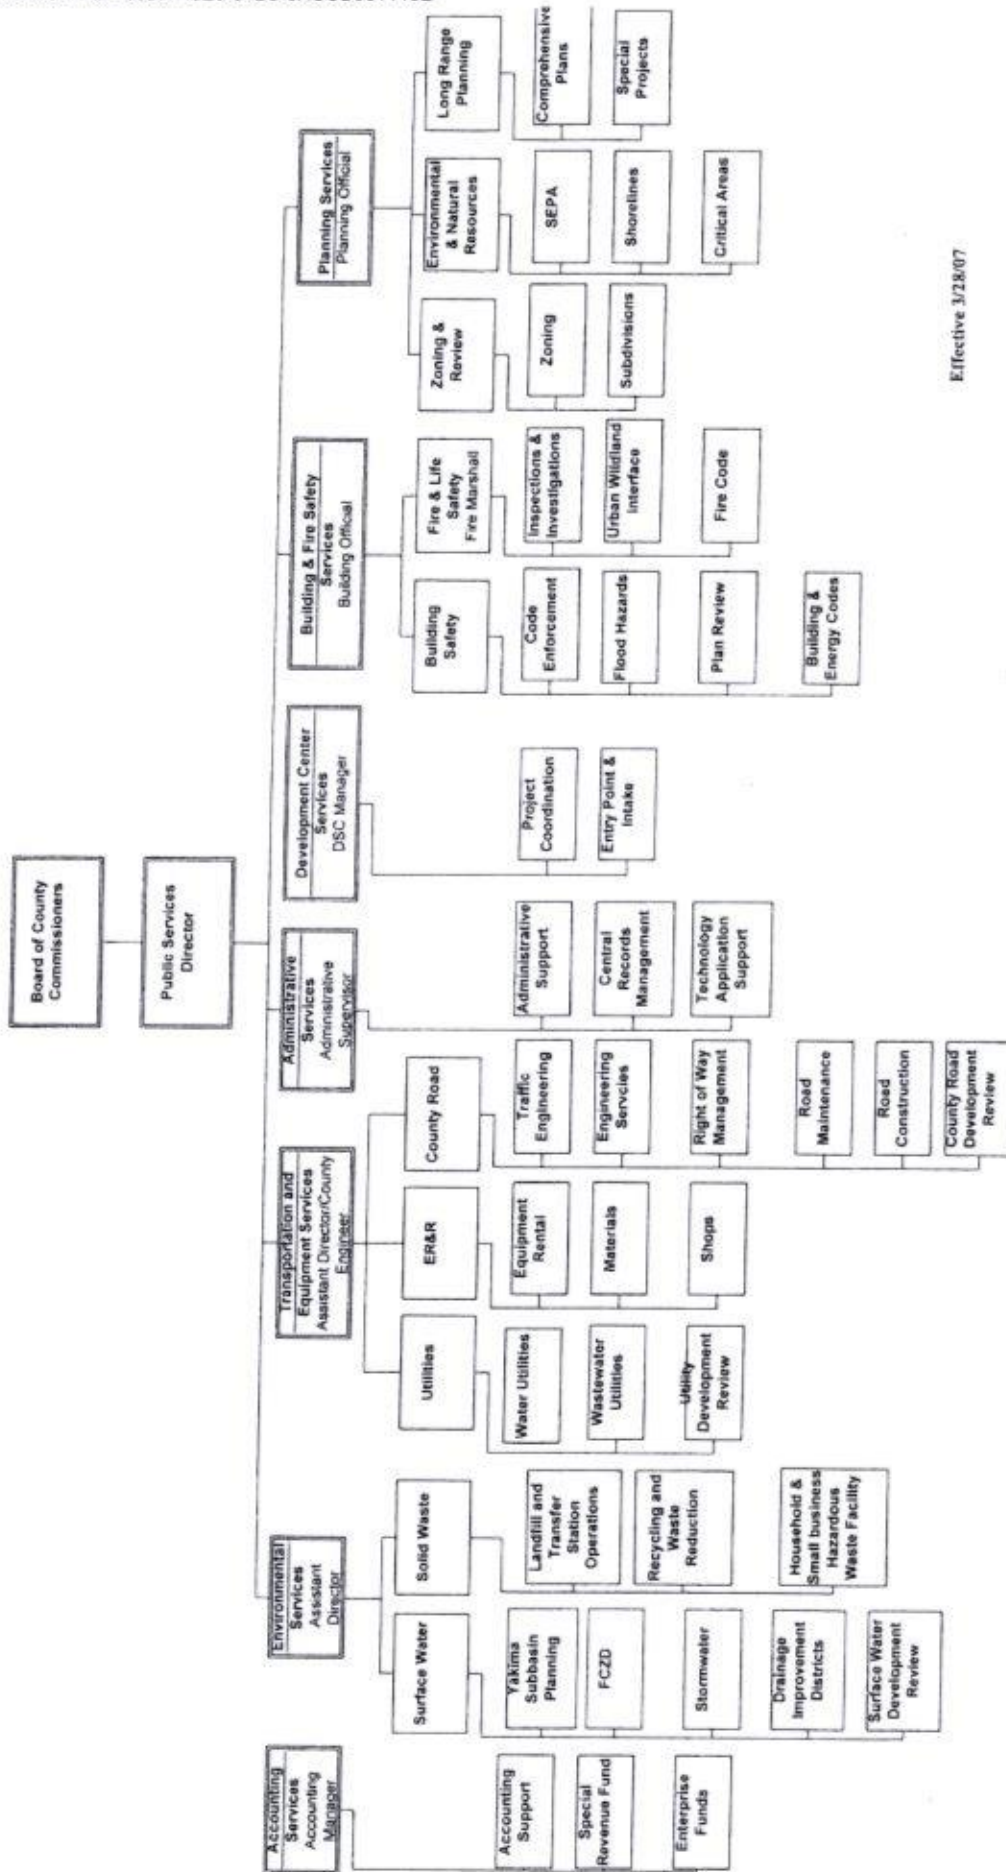 Board of County
Commissioners
Public Services
Director
Accounting
Services
Accounting
Manager
Accounting
Support
Special
Revenue Fund
Enterprise
Funds
Environmental
Services
Assistant
Director
Surface Water
Yakima
Subbasin
Planning
FCZD
Stormwater
Drainage
Improvement
Districts
Surface Water
Development
Review
Solid Waste
Landfill and
Transfer
Station
Operations
Recycling and
Waste
Reduction
Household &
Small business
Hazardous
Waste Facility
Transportation and
Equipment Services
Assistant Director/County
Engineer
Utilities
Water Utilities
Wastewater
Utilities
Utility
Development
Review
ER&R
Equipment
Rental
Materials
Shops
County Road
Traffic
Engineering
Engineering
Servcies
Right of Way
Management
Road
Maintenance
Road
Construction
County Road
Development
Review
Administrative
Services
Administrative
Supervisor
Administrative
Support
Central
Records
Management
Technology
Application
Support
Development Center
Services
DSC Manager
Project
Coordination
Entry Point &
Intake
Building & Fire Safety
Services
Building Official
Building
Safety
Code
Enforcement
Flood Hazards
Plan Review
Building &
Energy Codes
Fire & Life
Safety
Fire Marshall
Inspections &
Investigations
Urban Wildland
Interface
Fire Code
Planning Services
Planning Official
Zoning &
Review
Zoning
Subdivisions
Environmental
& Natural
Resources
SEPA
Shorelines
Critical Areas
Long Range
Planning
Comprehensive
Plans
Special
Projects
Effective 3/28/07